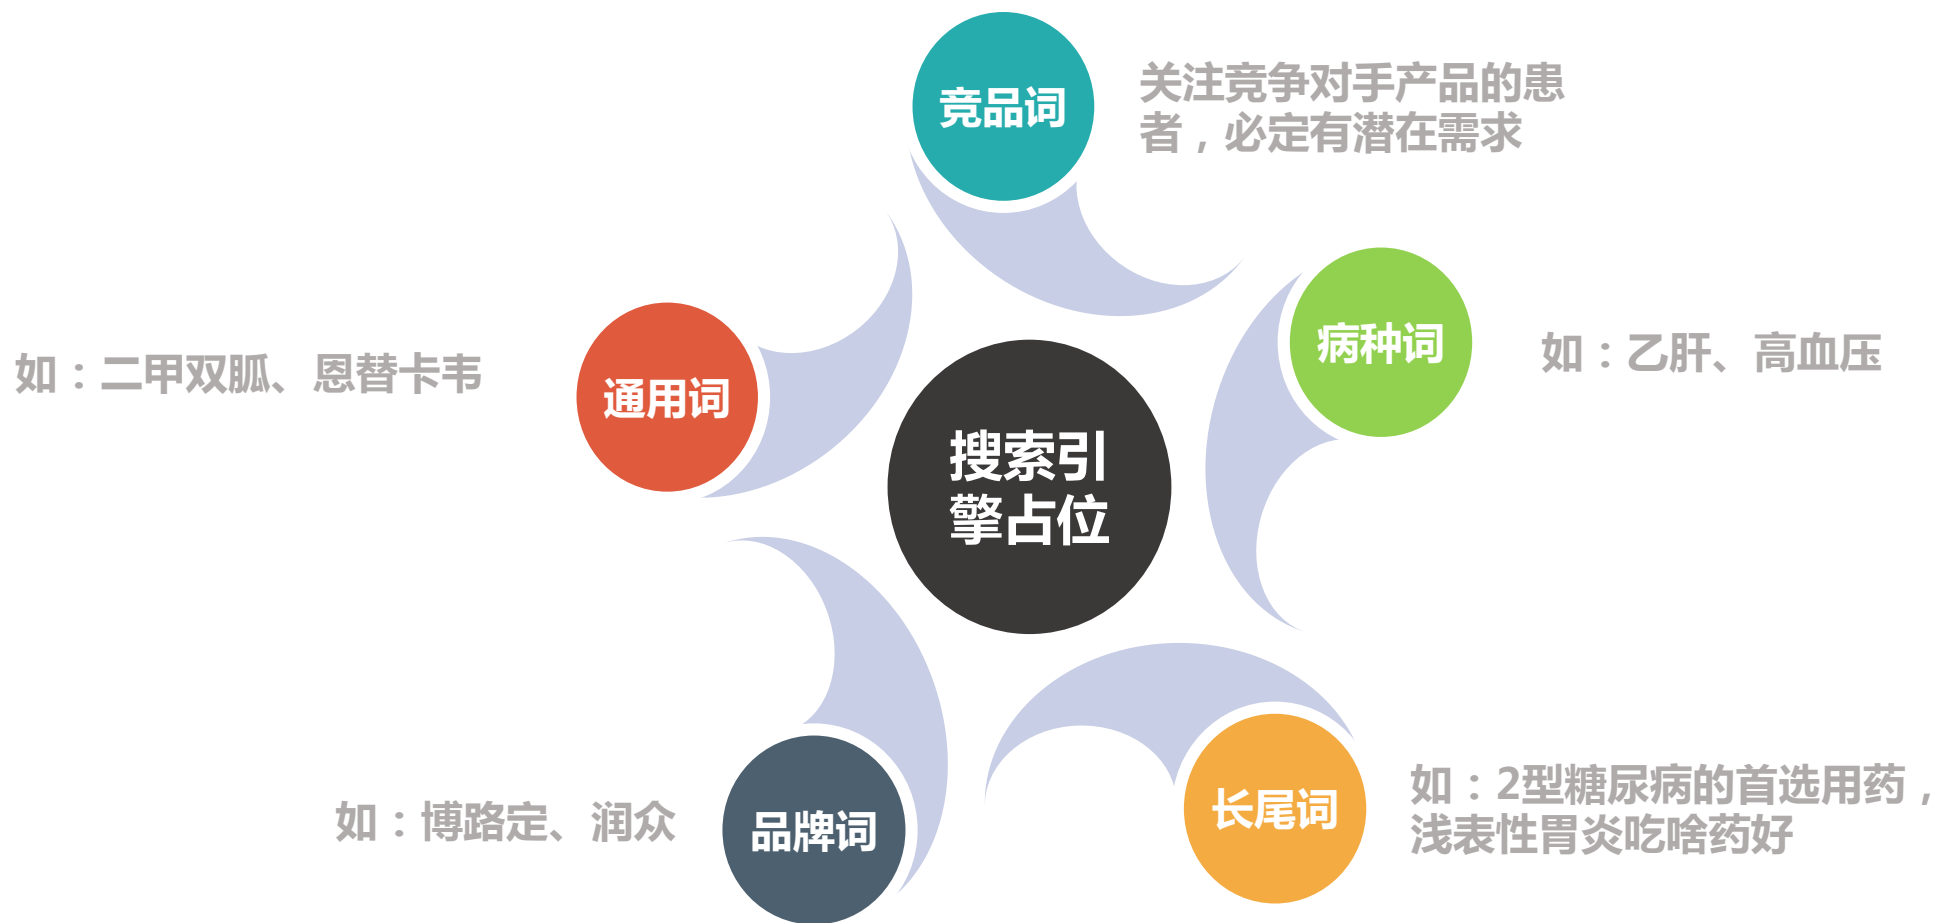 竞品词
关注竞争对手产品的患
者，必定有潜在需求
病种词
如：乙肝、高血压
通用词
如：二甲双胍、恩替卡韦
搜索引
擎占位
长尾词
如：2型糖尿病的首选用药，
浅表性胃炎吃啥药好
品牌词
如：博路定、润众